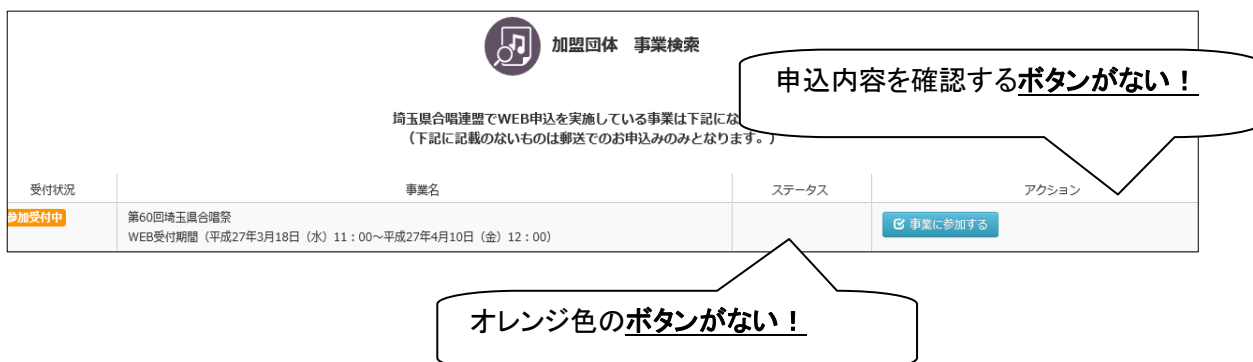 加盟団体　事業検索
申込内容を確認するボタンがない！
埼玉県合唱連盟でWEB申込を実施している事業は下記にな
（下記に記載のないものは郵送でのお申込みのみとなります。）
受付状況
事業名
ステータス
アクション
参加受付中
第60回埼玉県合唱祭
WEB受付期間（平成27年3月18日（水）11：00～平成27年4月10日（金）12：00）
事業に参加する
オレンジ色のボタンがない！